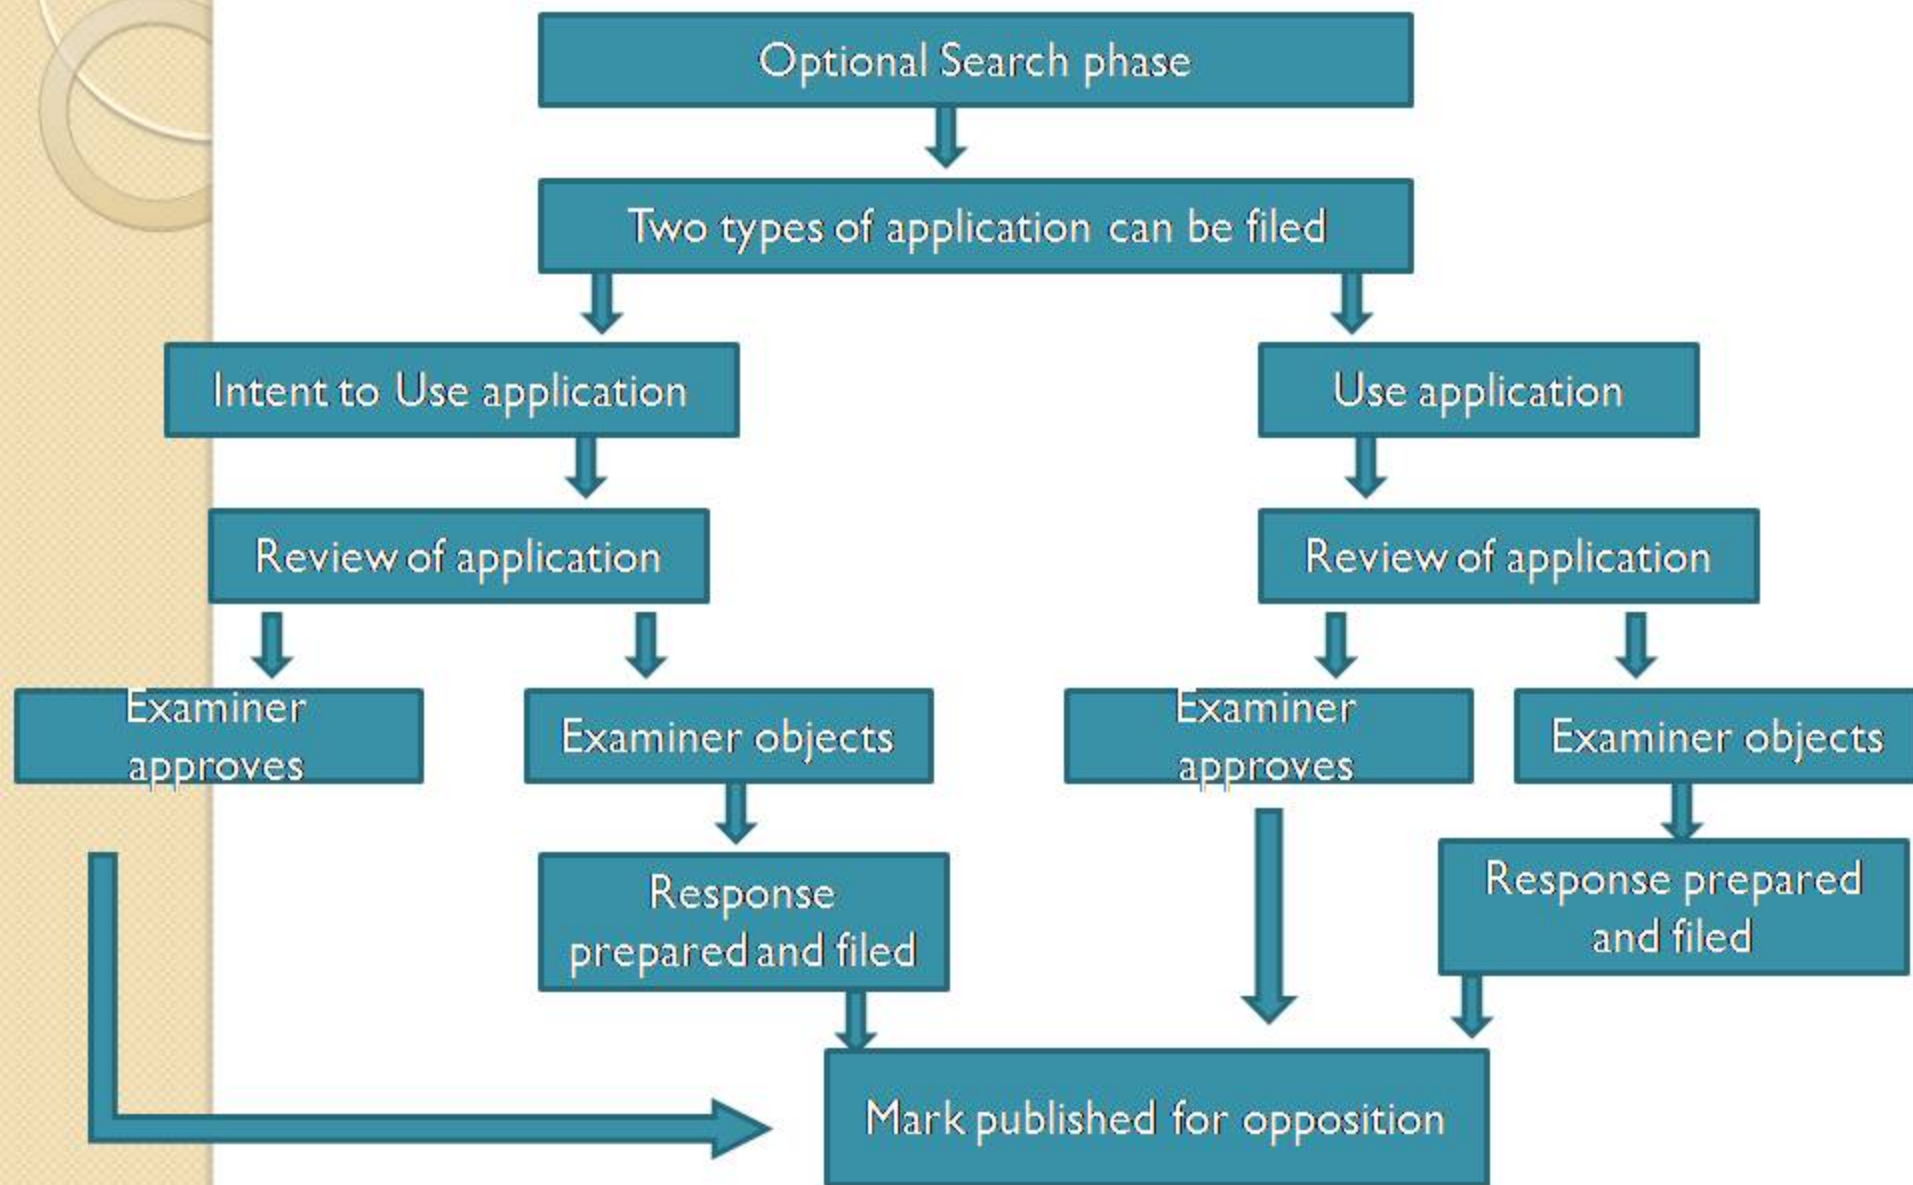 Optional Search phase
Two types of application can be filed
Intent to Use application
Use application
Review of application
Review of application
Examiner
approves
Examiner objects
Examiner
approves
Examiner objects
Response
prepared and filed
Response prepared
and filed
Mark published for opposition